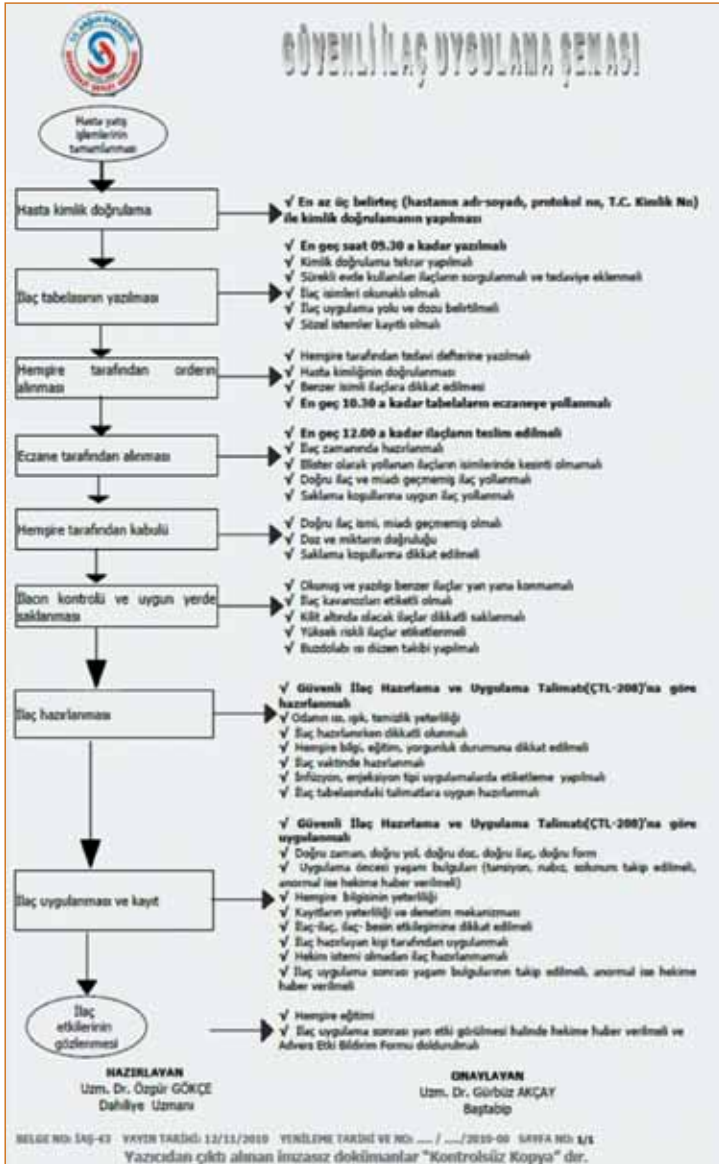 GÜVENLİ İLAÇ UYGULAMA ŞEMASI
Hasta yatış
işlemlerinin
tamamlanması
Hasta kimlik doğrulama
√ En az üç belirteç (hastanın adı-soyadı, protokol no, T.C. Kimlik No)
ile kimlik doğrulamanın yapılması
İlaç tabelasının yazılması
√ En geç saat 09.30 a kadar yazılmalı
√ Kimlik doğrulama tekrar yapılmalı
√ Sürekli evde kullanılan ilaçların sorgulanmalı ve tedaviye eklenmeli
√ İlaç isimleri okunaklı olmalı
√ İlaç uygulama yolu ve dozu belirtilmeli
√ Sözel istemler kayıtlı olmalı
Hemşire tarafından orderın
alınması
√ Hemşire tarafından tedavi defterine yazılmalı
√ Hasta kimliğinin doğrulanması
√ Benzer isimli ilaçlara dikkat edilmesi
√ En geç 10.30 a kadar tabelaların eczaneye yollanmalı
Eczane tarafından alınması
√ En geç 12.00 a kadar ilaçların teslim edilmeli
√ İlaç zamanında hazırlanmalı
√ Blister olarak yollanan ilaçların isimlerinde kesinti olmamalı
√ Doğru ilaç ve miadı geçmemiş ilaç yollanmalı
√ Saklama koşullarına uygun ilaç yollanmalı
Hemşire tarafından kabulü
√ Doğru ilaç ismi, miadı geçmemiş olmalı
√ Doz ve miktarın doğruluğu
√ Saklama koşullarına dikkat edilmeli
İlacın kontrolü ve uygun yerde
saklanması
√ Okunuş ve yazılışı benzer ilaçlar yan yana konmamalı
√ İlaç kavanozları etiketli olmalı
√ Kilit altında olacak ilaçlar dikkatli saklanmalı
√ Yüksek riskli ilaçlar etiketlenmeli
√ Buzdolabı ısı düzen takibi yapılmalı
İlaç hazırlanması
√ Güvenli İlaç Hazırlama ve Uygulama Talimatı(ÇTL-208)'na göre
hazırlanmalı
√ Odanın ısı, ışık, temizlik yeterliliği
√ İlaç hazırlanırken dikkatli olunmalı
√ Hemşire bilgi, eğitim, yorgunluk durumuna dikkat edilmeli
√ İlaç vaktinde hazırlanmalı
√ İnfüzyon, enjeksiyon tipi uygulamalarda etiketleme yapılmalı
√ İlaç tabelasındaki talimatlara uygun hazırlanmalı
İlaç uygulanması ve kayıt
√ Güvenli İlaç Hazırlama ve Uygulama Talimatı(ÇTL-208)'na göre
uygulanmalı
√ Doğru zaman, doğru yol, doğru doz, doğru ilaç, doğru form
√ Uygulama öncesi yaşam bulguları (tansiyon, nabız, solunum takip edilmeli,
anormal ise hekime haber verilmeli)
√ Hemşire bilgisinin yeterliliği
√ Kayıtların yeterliliği ve denetim mekanizması
√ İlaç-ilaç, ilaç- besin etkileşimine dikkat edilmeli
√ İlaç hazırlayan kişi tarafından uygulanmalı
√ Hekim istemi olmadan ilaç hazırlanmamalı
√ İlaç uygulama sonrası yaşam bulgularının takip edilmeli, anormal ise hekime
haber verilmeli
İlaç
etkilerinin
gözlenmesi
√ Hemşire eğitimi
√ İlaç uygulama sonrası yan etki görülmesi halinde hekime haber verilmeli ve
Advers Etki Bildirim Formu doldurulmalı
HAZIRLAYAN
Uzm. Dr. Özgür GÖKÇE
Dahiliye Uzmanı
ONAYLAYAN
Uzm. Dr. Gürbüz AKÇAY
Baştabip
BELGE NO: İAŞ-43 YAYIN TARİHİ: 12/11/2010 YENİLEME TARİHİ VE NO: .... / ..../2010-00 SAYFA NO: 1/1
Yazıcıdan çıktı alınan imzasız dokümanlar "Kontrolsüz Kopya" dır.